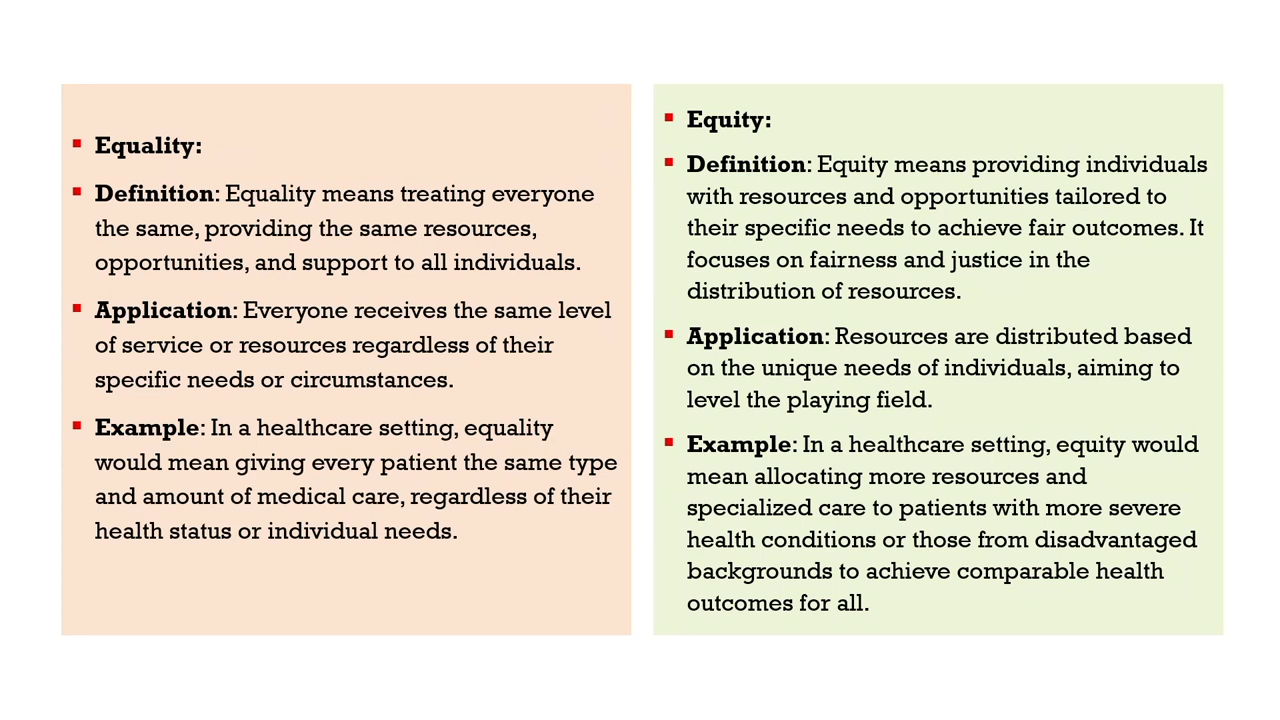 Equality:
Definition: Equality means treating everyone
the same, providing the same resources,
opportunities, and support to all individuals.
Application: Everyone receives the same level
of service or resources regardless of their
specific needs or circumstances.
Example: In a healthcare setting, equality
would mean giving every patient the same type
and amount of medical care, regardless of their
health status or individual needs.
Equity:
Definition: Equity means providing individuals
with resources and opportunities tailored to
their specific needs to achieve fair outcomes. It
focuses on fairness and justice in the
distribution of resources.
Application: Resources are distributed based
on the unique needs of individuals, aiming to
level the playing field.
Example: In a healthcare setting, equity would
mean allocating more resources and
specialized care to patients with more severe
health conditions or those from disadvantaged
backgrounds to achieve comparable health
outcomes for all.